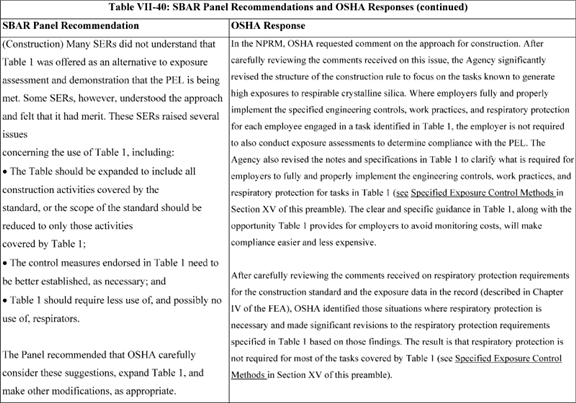 Table VII-40: SBAR Panel Recommendations and OSHA Responses (continued)
SBAR Panel Recommendation
(Construction) Many SERs did not understand that
Table 1 was offered as an alternative to exposure
assessment and demonstration that the PEL is being
met. Some SERs, however, understood the approach
and felt that it had merit. These SERs raised several
issues
concerning the use of Table 1, including:
• The Table should be expanded to include all
construction activities covered by the
standard, or the scope of the standard should be
reduced to only those activities
covered by Table 1;
• The control measures endorsed in Table 1 need to
be better established, as necessary; and
• Table 1 should require less use of, and possibly no
use of, respirators.
The Panel recommended that OSHA carefully
consider these suggestions, expand Table 1, and
make other modifications, as appropriate.
OSHA Response
In the NPRM, OSHA requested comment on the approach for construction. After
carefully reviewing the comments received on this issue, the Agency significantly
revised the structure of the construction rule to focus on the tasks known to generate
high exposures to respirable crystalline silica. Where employers fully and properly
implement the specified engineering controls, work practices, and respiratory protection
for each employee engaged in a task identified in Table 1, the employer is not required
to also conduct exposure assessments to determine compliance with the PEL. The
Agency also revised the notes and specifications in Table 1 to clarify what is required for
employers to fully and properly implement the engineering controls, work practices, and
respiratory protection for tasks in Table 1 (see Specified Exposure Control Methods in
Section XV of this preamble). The clear and specific guidance in Table 1, along with the
opportunity Table 1 provides for employers to avoid monitoring costs, will make
compliance easier and less expensive.
After carefully reviewing the comments received on respiratory protection requirements
for the construction standard and the exposure data in the record (described in Chapter
IV of the FEA), OSHA identified those situations where respiratory protection is
necessary and made significant revisions to the respiratory protection requirements
specified in Table 1 based on those findings. The result is that respiratory protection is
not required for most of the tasks covered by Table 1 (see Specified Exposure Control
Methods in Section XV of this preamble).